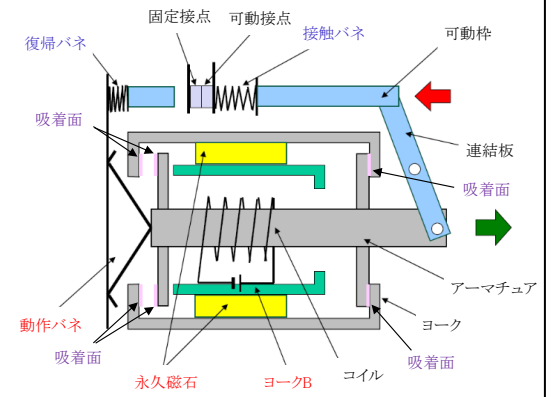 固定接点
可動接点
接触バネ
可動枠
復帰バネ
吸着面
連結板
吸着面
アーマチュア
動作バネ
ヨーク
吸着面
永久磁石
ヨークB
コイル
吸着面